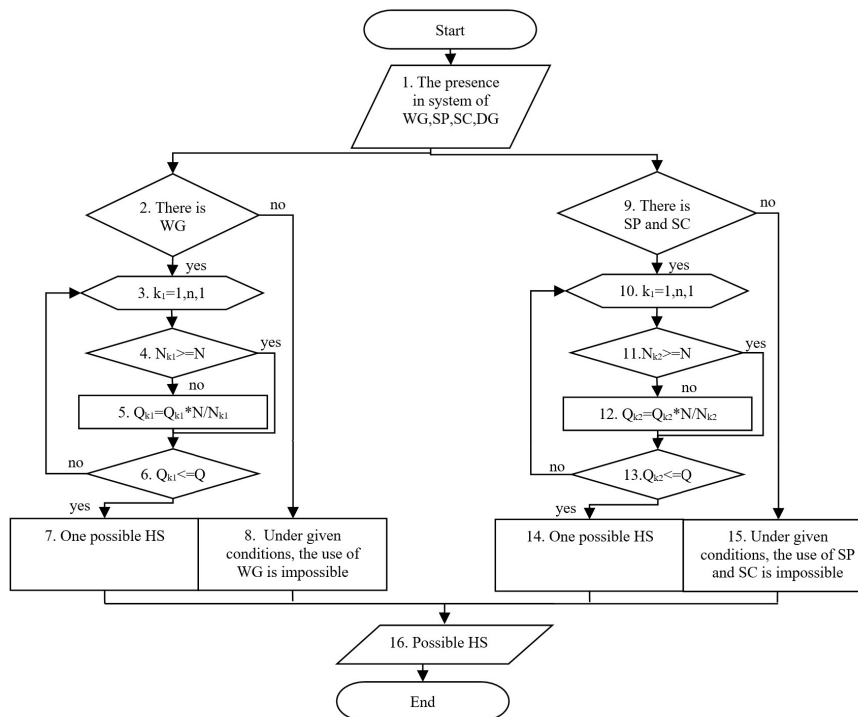 Start
1. The presence
in system of
WG,SP,SC,DG
2. There is
WG
no
yes
3. k₁=1,n,1
4. Nₖ₁>=N
yes
no
5. Qₖ₁=Qₖ₁*N/Nₖ₁
6. Qₖ₁<=Q
no
yes
7. One possible HS
8. Under given
conditions, the use of
WG is impossible
9. There is
SP and SC
no
yes
10. k₁=1,n,1
11.Nₖ₂>=N
yes
no
12. Qₖ₂=Qₖ₂*N/Nₖ₂
13.Qₖ₂<=Q
no
yes
14. One possible HS
15. Under given
conditions, the use of SP
and SC is impossible
16. Possible HS
End